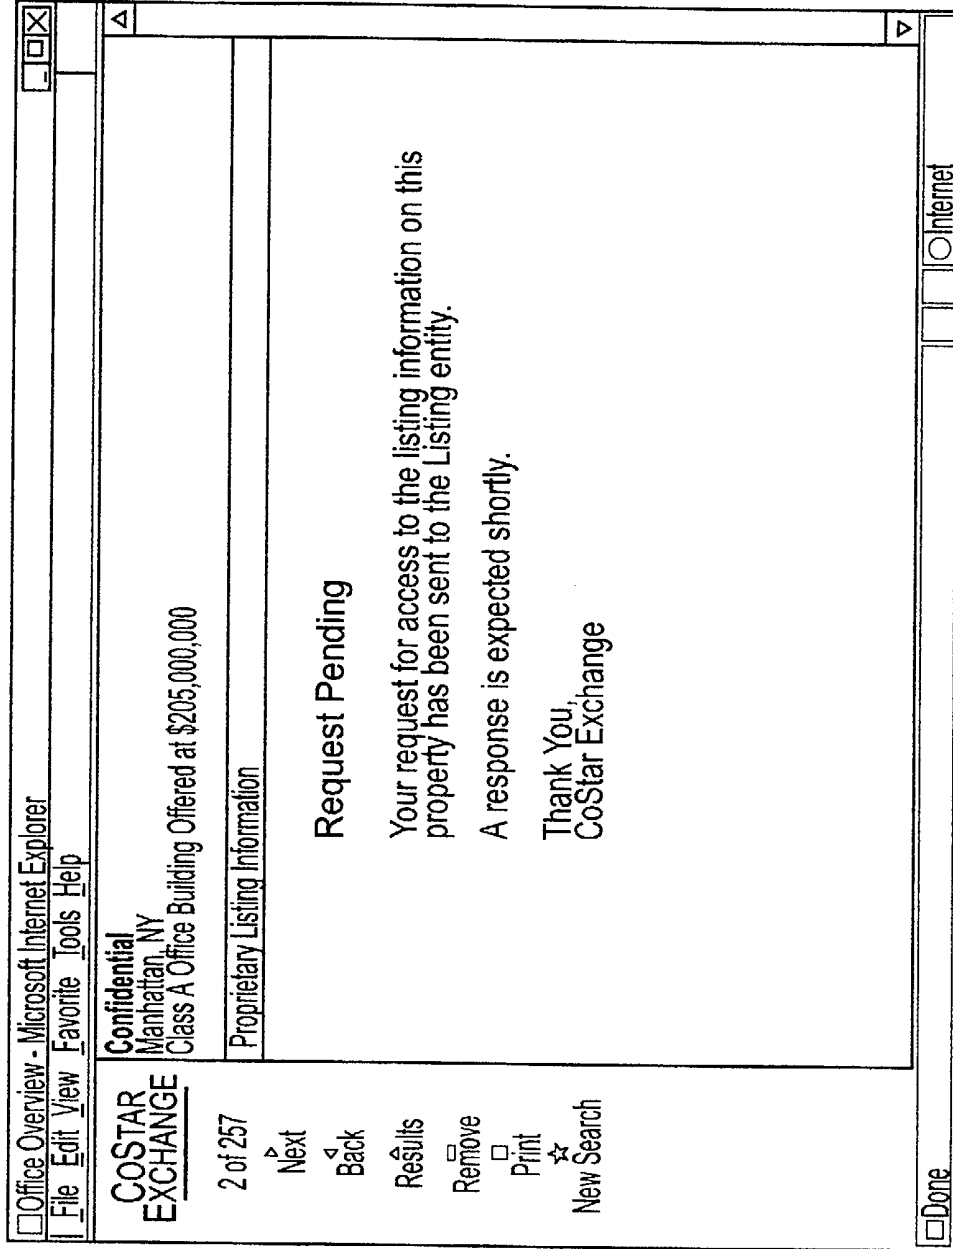 Office Overview - Microsoft Internet Explorer
File Edit View Favorite Tools Help
COSTAR
EXCHANGE
2 of 257
Next
Back
Results
Remove
Print
New Search
Confidential
Manhattan, NY
Class A Office Building Offered at $205,000,000
Proprietary Listing Information
Request Pending
Your request for access to the listing information on this
property has been sent to the Listing entity.
A response is expected shortly.
Thank You,
CoStar Exchange
Done
Internet